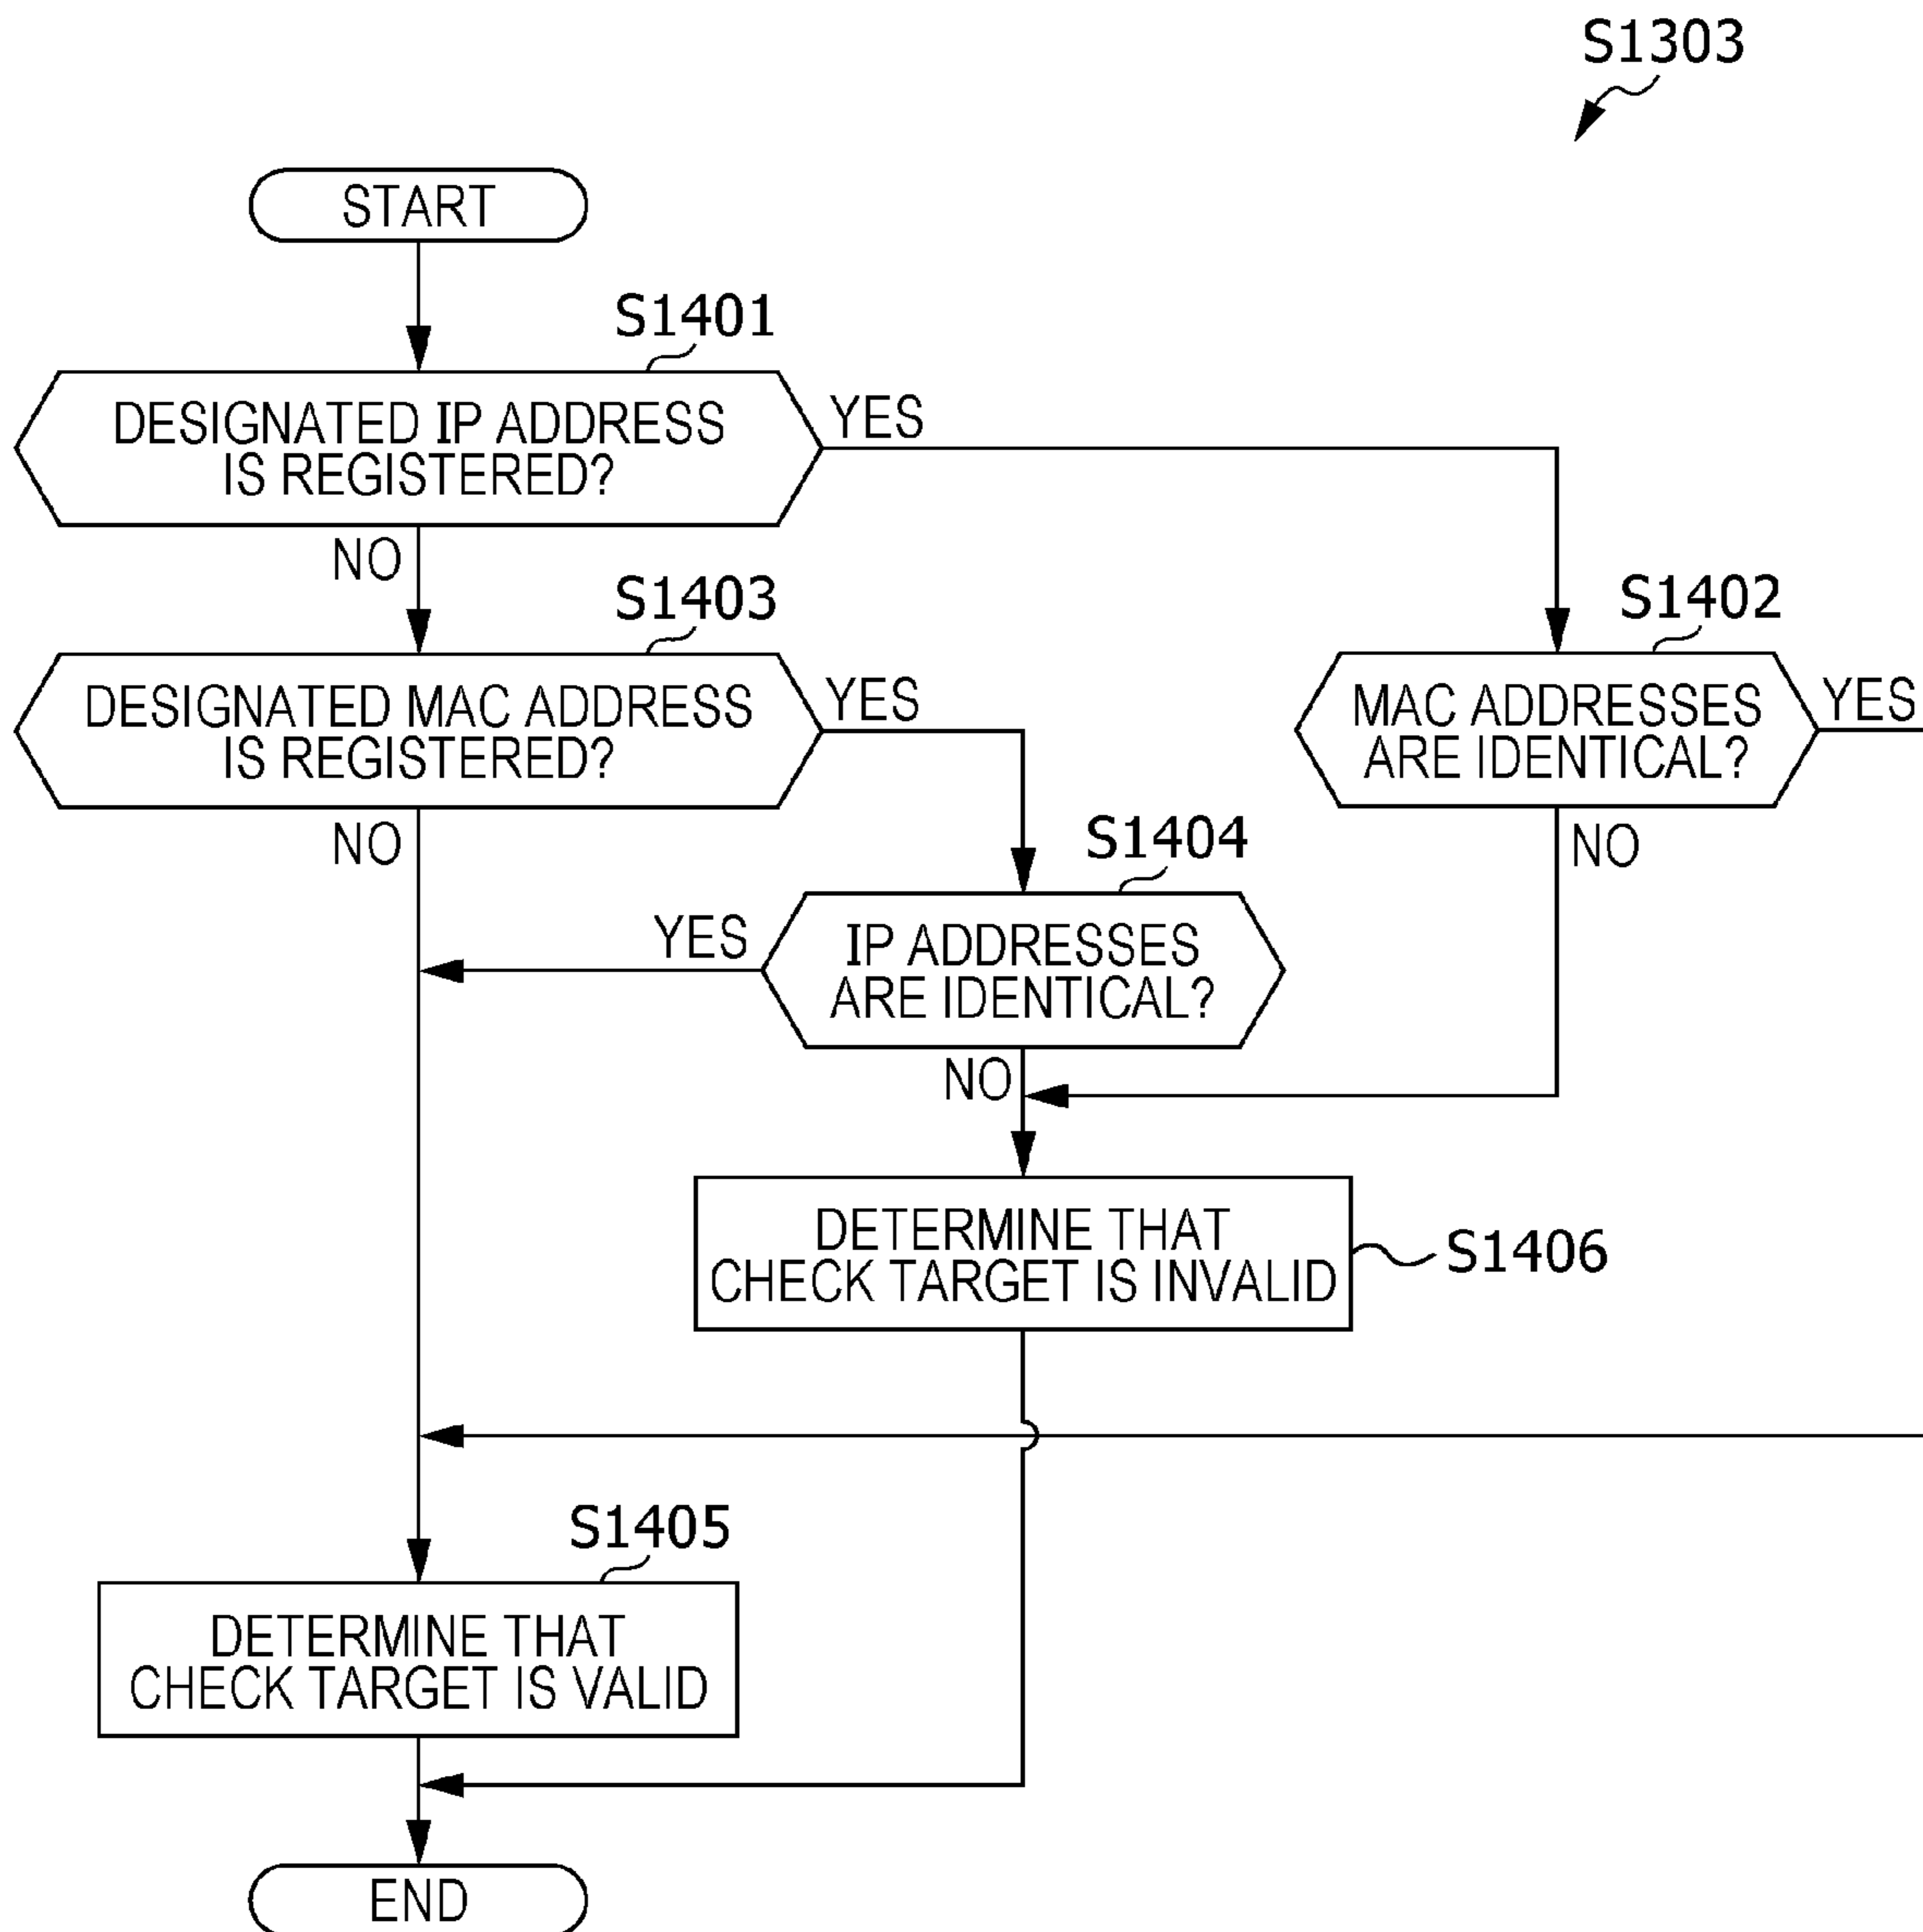 S1303
START
S1401
DESIGNATED IP ADDRESS
IS REGISTERED?
YES
NO
S1403
S1402
DESIGNATED MAC ADDRESS
IS REGISTERED?
YES
MAC ADDRESSES
ARE IDENTICAL?
YES
NO
NO
S1404
YES
IP ADDRESSES
ARE IDENTICAL?
NO
DETERMINE THAT
CHECK TARGET IS INVALID
S1406
S1405
DETERMINE THAT
CHECK TARGET IS VALID
END